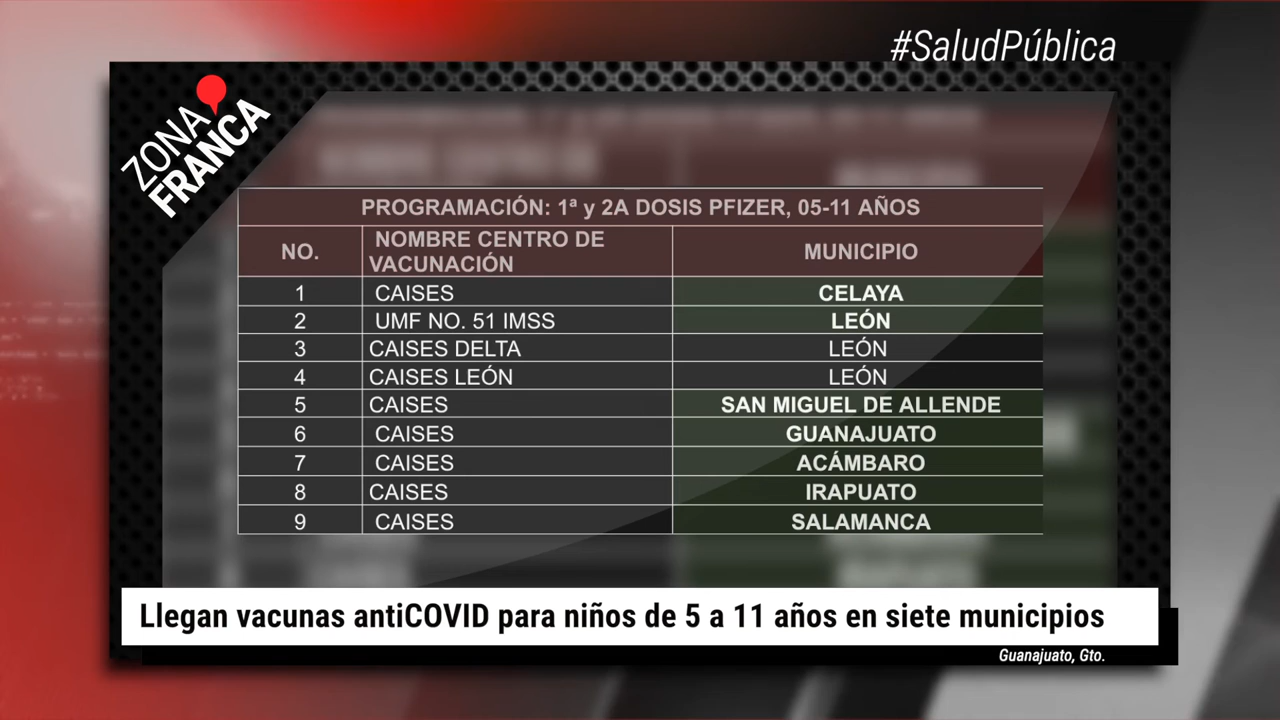 #SaludPública
ZONA
FRANCA
PROGRAMACIÓN: 1ª y 2A DOSIS PFIZER, 05-11 AÑOS
NO. NOMBRE CENTRO DE VACUNACIÓN MUNICIPIO
1 CAISES CELAYA
2 UMF NO. 51 IMSS LEÓN
3 CAISES DELTA LEÓN
4 CAISES LEÓN LEÓN
5 CAISES SAN MIGUEL DE ALLENDE
6 CAISES GUANAJUATO
7 CAISES ACÁMBARO
8 CAISES IRAPUATO
9 CAISES SALAMANCA
Llegan vacunas antiCOVID para niños de 5 a 11 años en siete municipios
Guanajuato, Gto.